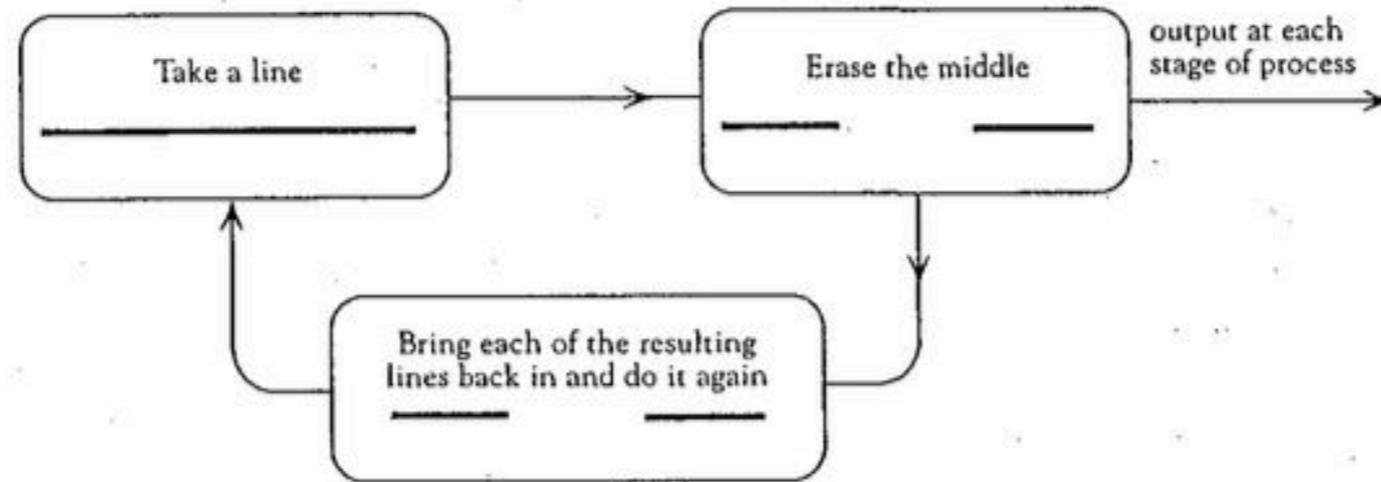 Take a line
Erase the middle
output at each
stage of process
Bring each of the resulting
lines back in and do it again